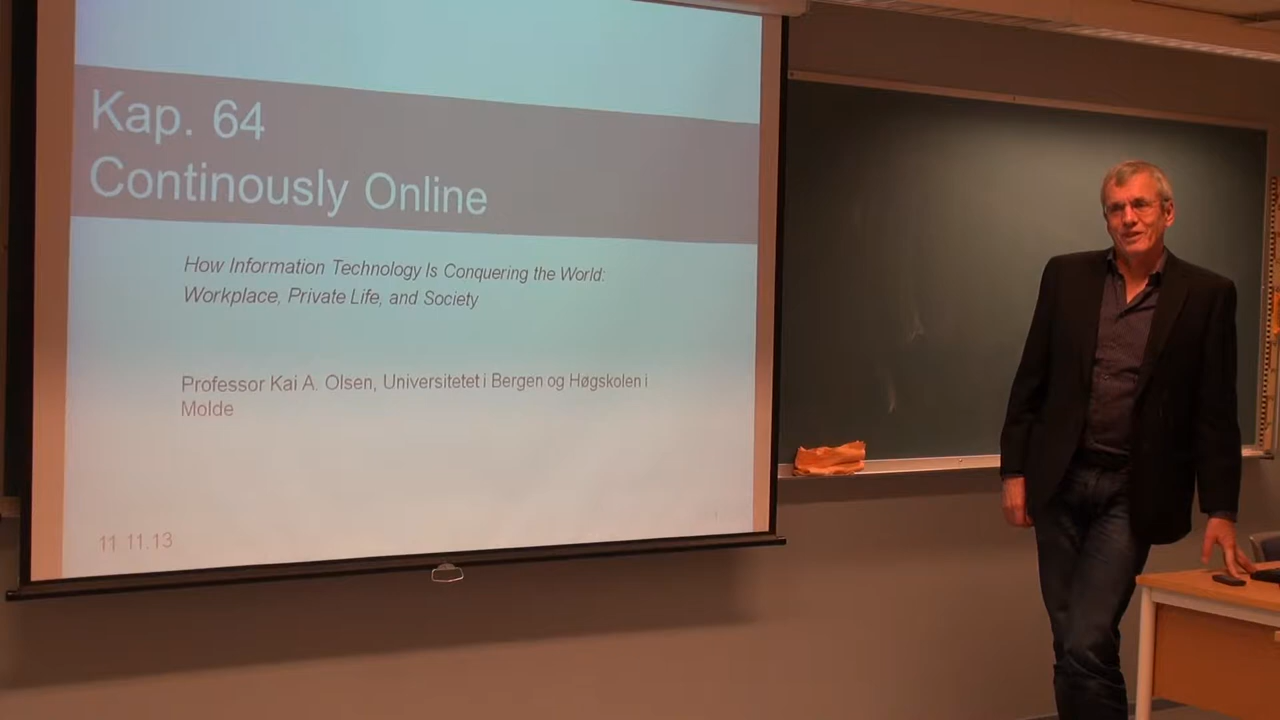 Kap. 64
Continously Online
How Information Technology Is Conquering the World:
Workplace, Private Life, and Society
Professor Kai A. Olsen, Universitetet i Bergen og Høgskolen i
Molde
11 11.13